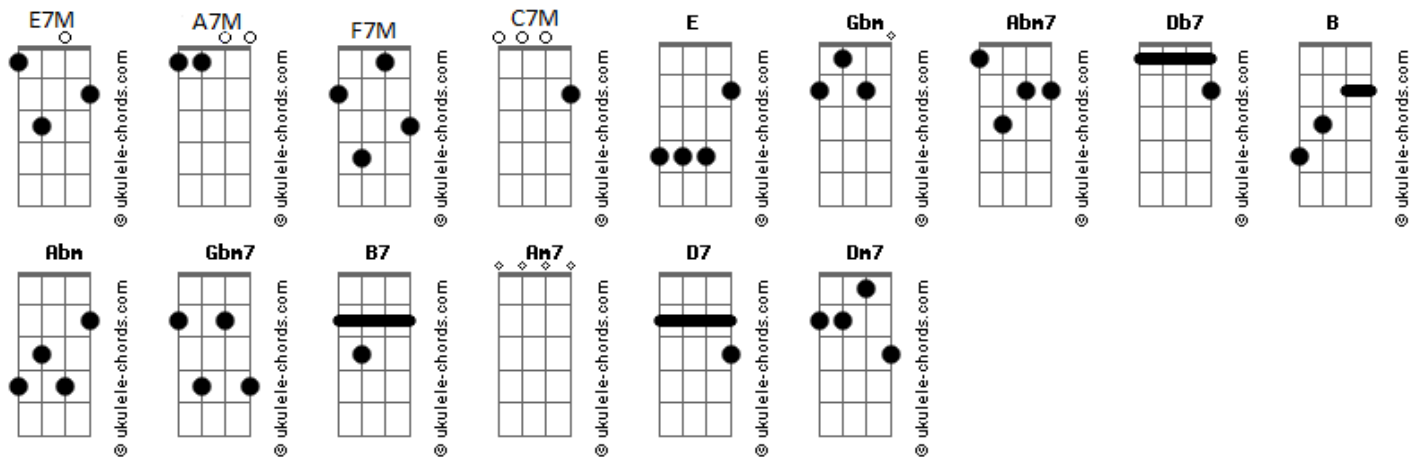 E7M A7M F7M C7M E Gbm Abm7 Db7 B
© ukulele-chords.com © ukulele-chords.com © ukulele-chords.com © ukulele-chords.com © ukulele-chords.com © ukulele-chords.com © ukulele-chords.com © ukulele-chords.com © ukulele-chords.com
Abm Gbm7 B7 Am7 D7 Dm7
© ukulele-chords.com © ukulele-chords.com © ukulele-chords.com © ukulele-chords.com © ukulele-chords.com © ukulele-chords.com